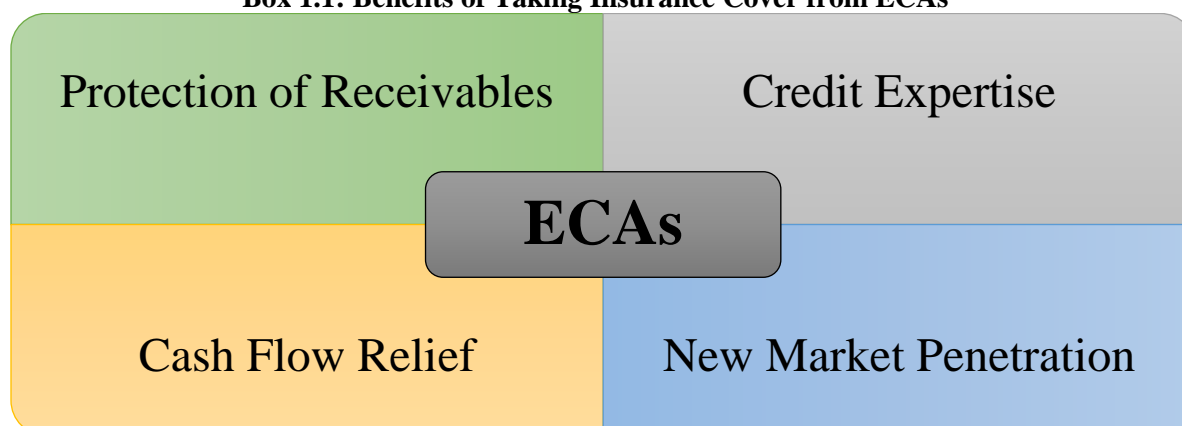 Box 1.1: Benefits of Taking Insurance Cover from ECAs
Protection of Receivables
Credit Expertise
ECAs
Cash Flow Relief
New Market Penetration